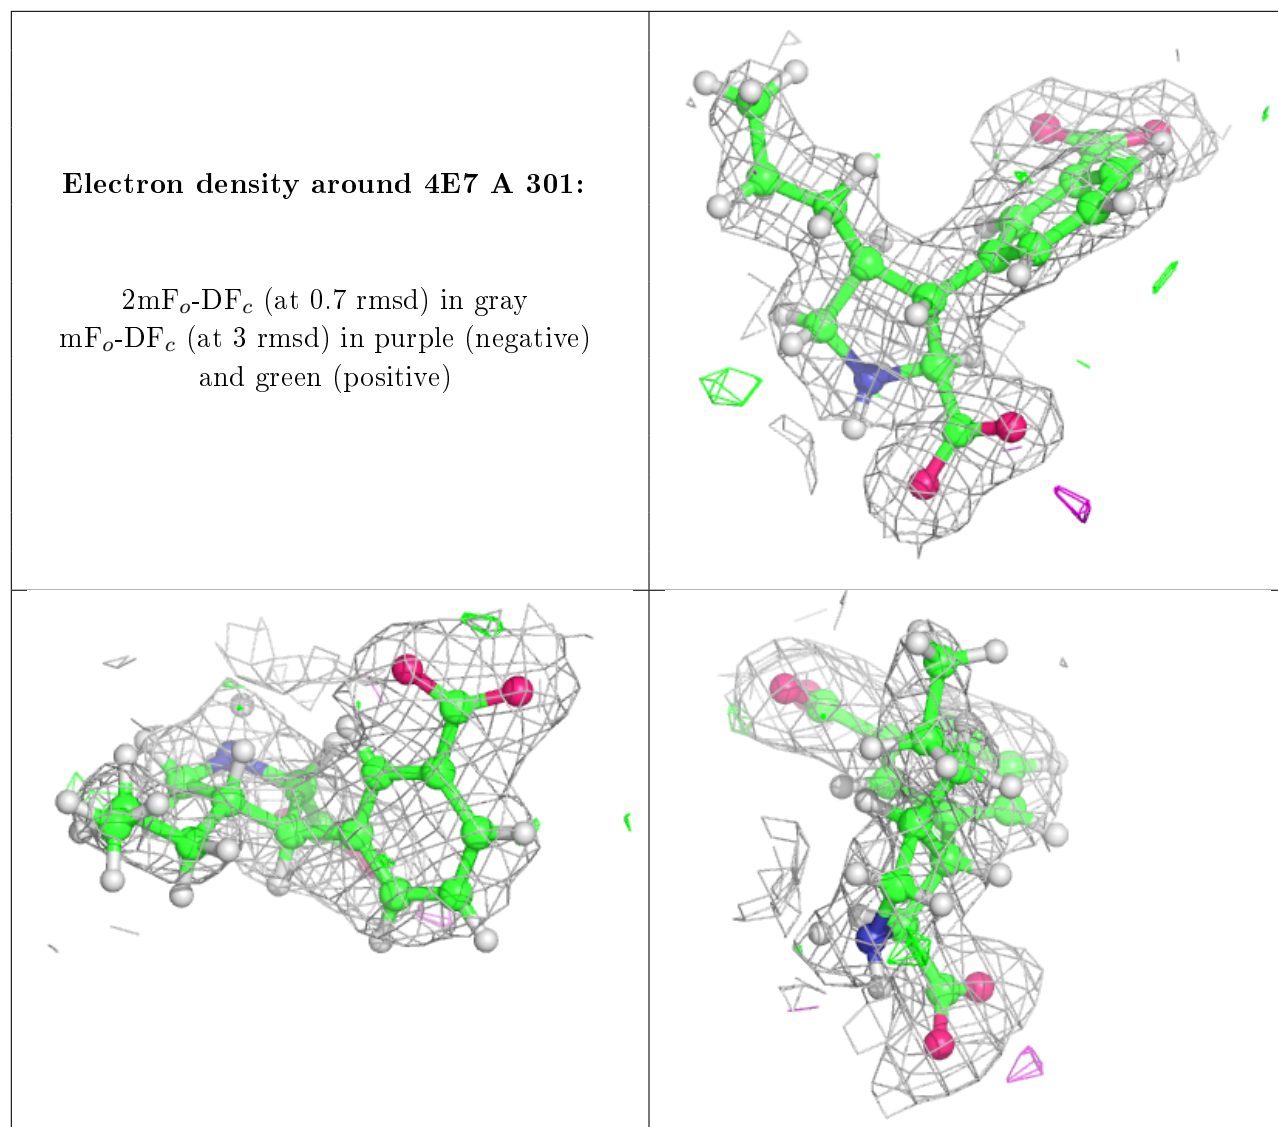 Electron density around 4E7 A 301:
2mFo-DFc (at 0.7 rmsd) in gray
mFo-DFc (at 3 rmsd) in purple (negative)
and green (positive)